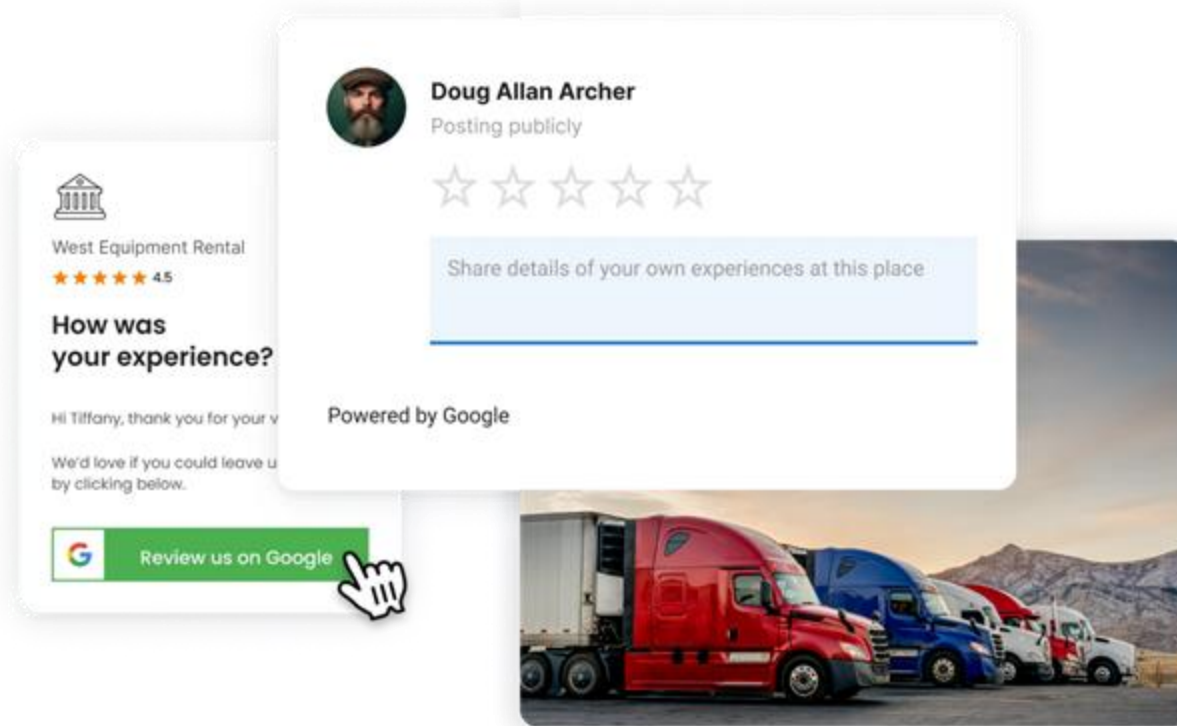 Doug Allan Archer
Posting publicly
Share details of your own experiences at this place
Powered by Google
West Equipment Rental
4.5
How was
your experience?
Hi Tiffany, thank you for your
We'd love if you could leave
by clicking below.
G Review us on Google